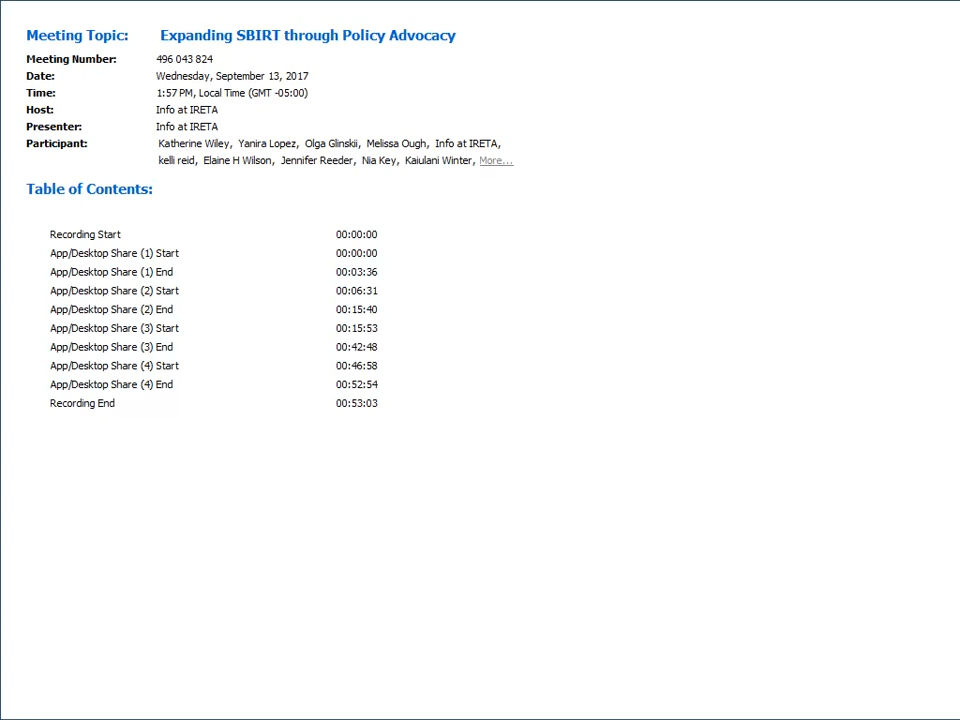 Meeting Topic: Expanding SBIRT through Policy Advocacy
Meeting Number: 496 043 824
Date: Wednesday, September 13, 2017
Time: 1:57 PM, Local Time (GMT -05:00)
Host: Info at IRETA
Presenter: Info at IRETA
Participant: Katherine Wiley, Yanira Lopez, Olga Glinskii, Melissa Ough, Info at IRETA,
kelli reid, Elaine H Wilson, Jennifer Reeder, Nia Key, Kaiulani Winter, More...
Table of Contents:
Recording Start 00:00:00
App/Desktop Share (1) Start 00:00:00
App/Desktop Share (1) End 00:03:36
App/Desktop Share (2) Start 00:06:31
App/Desktop Share (2) End 00:15:40
App/Desktop Share (3) Start 00:15:53
App/Desktop Share (3) End 00:42:48
App/Desktop Share (4) Start 00:46:58
App/Desktop Share (4) End 00:52:54
Recording End 00:53:03